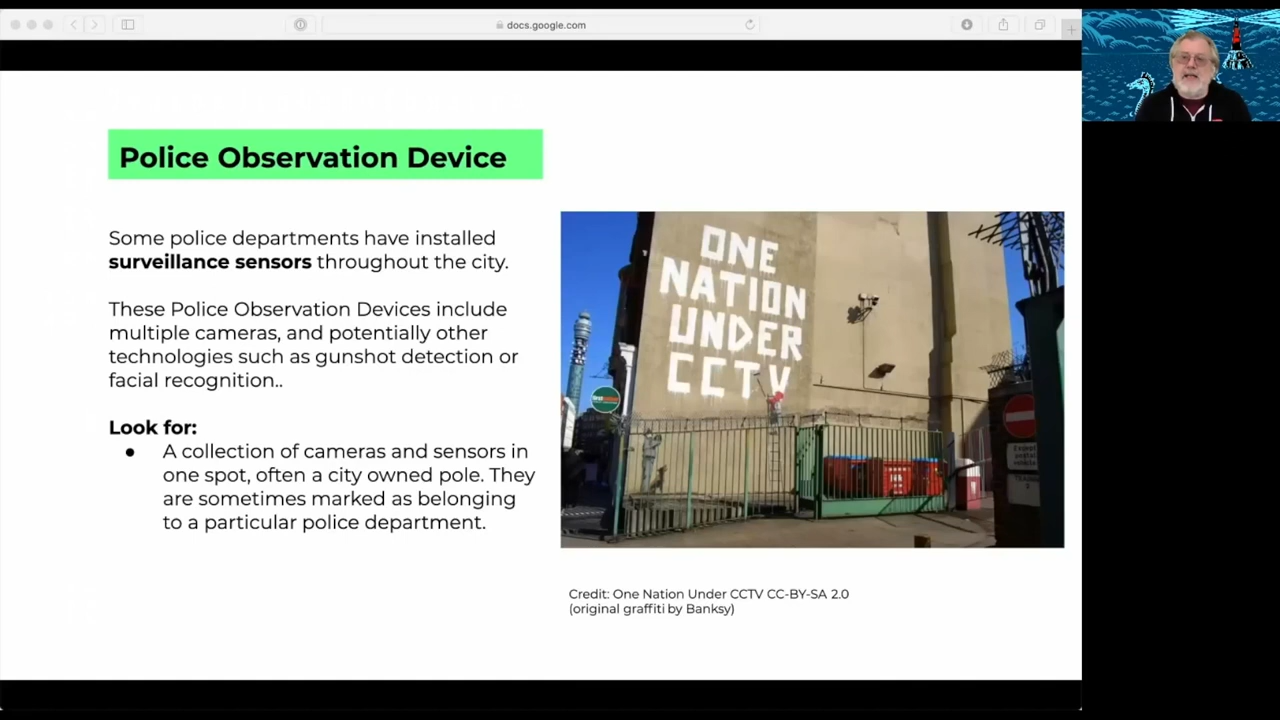 docs.google.com
Police Observation Device
Some police departments have installed
surveillance sensors throughout the city.
These Police Observation Devices include
multiple cameras, and potentially other
technologies such as gunshot detection or
facial recognition..
Look for:
● A collection of cameras and sensors in
one spot, often a city owned pole. They
are sometimes marked as belonging
to a particular police department.
ONE
NATION
UNDER
CCTV
Credit: One Nation Under CCTV CC-BY-SA 2.0
(original graffiti by Banksy)